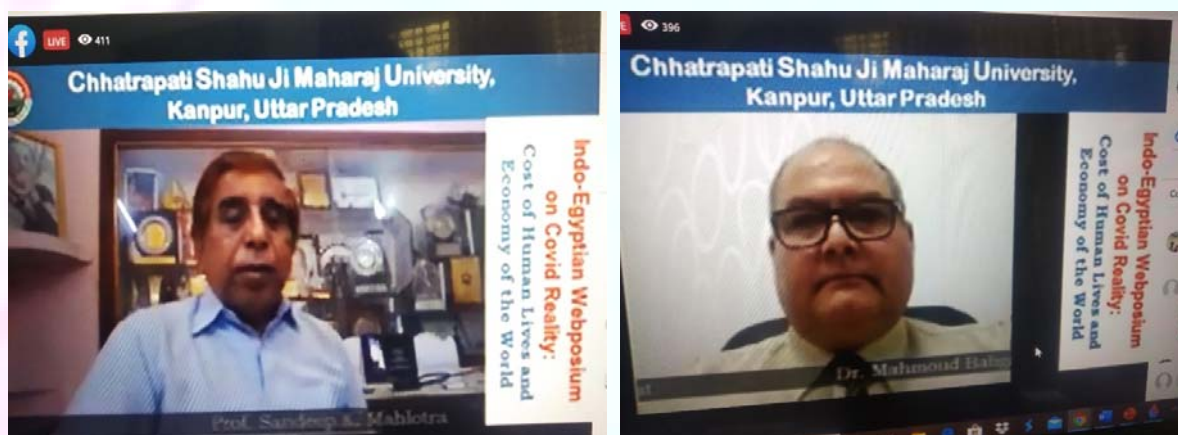 LIVE 411
Chhatrapati Shahu Ji Maharaj University,
Kanpur, Uttar Pradesh
Indo-Egyptian Webposium
on Covid Reality:
Cost of Human Lives and
Economy of the World
Prof. Sandeep K. Mahlotra
E 396
Chhatrapati Shahu Ji Maharaj University,
Kanpur, Uttar Pradesh
Indo-Egyptian Webposium
on Covid Reality:
Cost of Human Lives and
Economy of the World
Dr. Mahmoud